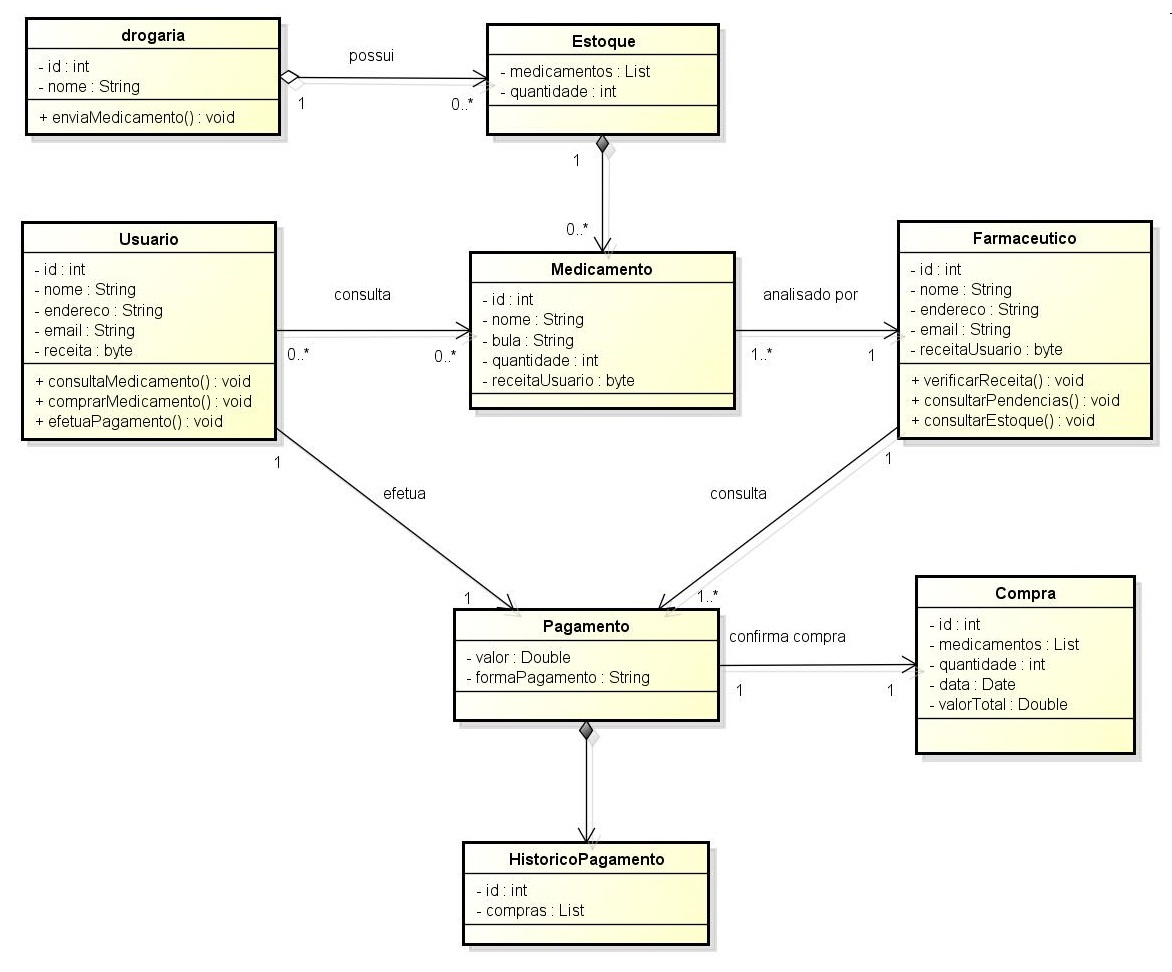 drogaria
- id : int
- nome : String
+ enviaMedicamento() : void
possui
1
0..*
Estoque
- medicamentos : List
- quantidade : int
1
0..*
Usuario
- id : int
- nome : String
- endereco : String
- email : String
- receita : byte
+ consultaMedicamento() : void
+ comprarMedicamento() : void
+ efetuaPagamento() : void
consulta
0..*
0..*
Medicamento
- id : int
- nome : String
- bula : String
- quantidade : int
- receitaUsuario : byte
analisado por
1..*
1
Farmaceutico
- id : int
- nome : String
- endereco : String
- email : String
- receitaUsuario : byte
+ verificarReceita() : void
+ consultarPendencias() : void
+ consultarEstoque() : void
1
efetua
1
1
consulta
1..*
Pagamento
- valor : Double
- formaPagamento : String
confirma compra
1
1
Compra
- id : int
- medicamentos : List
- quantidade : int
- data : Date
- valorTotal : Double
HistoricoPagamento
- id : int
- compras : List